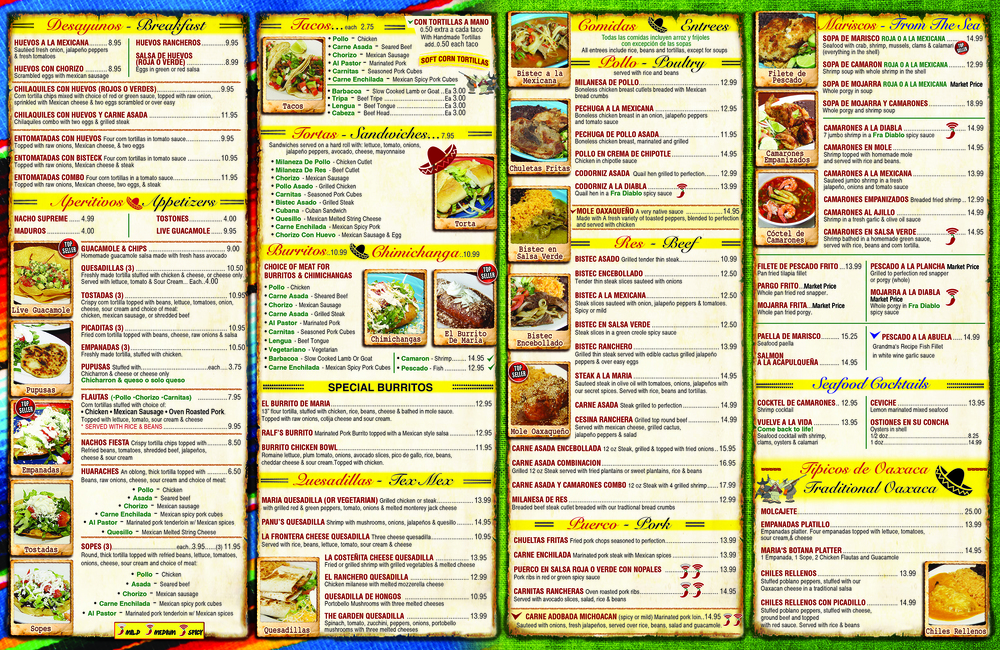 Desayunos - Breakfast
HUEVOS A LA MEXICANA......... 8.95
Sauteed fresh onion, jalapeño peppers
& fresh tomatoes
HUEVOS CON CHORIZO . 8.95
Scrambled eggs with mexican sausage
HUEVOS RANCHEROS.........9.95
SALSA DE HUEVOS
(ROJA O VERDE)............8.99
Eggs in green or red salsa
CHILAQUILES CON HUEVOS (ROJOS O VERDES)........ 9.95
Corn tortilla chips mixed with choice of red or green sauce, topped with raw onion,
sprinkled with Mexican cheese & two eggs scrambled or over easy
CHILAQUILES CON HUEVOS Y CARNE ASADA........ 11.95
Chilaquiles combo with two eggs & grilled steak
ENTOMATADAS CON HUEVOS Four corn tortillas in tomato sauce........ 9.95
Topped with raw onions, Mexican cheese, & two eggs
ENTOMATADAS CON BISTECK Four corn tortillas in tomato sauce........ 10.95
Topped with raw onions, Mexican cheese & steak
ENTOMATADAS COMBO Four corn tortillas in a tomato sauce........ 11.95
Topped with raw onions, Mexican cheese, two eggs, & steak
Aperitivos Appetizers
NACHO SUPREME .... 4.99
MADUROS ..... 4.95
TOSTONES........ 4.00
LIVE GUACAMOLE..... 9.95
TOP SELLER
Live Guacamole
GUACAMOLE & CHIPS ........ 9.00
Homemade guacamole salsa made with fresh hass avocado
QUESADILLAS (3) ........ 10.50
Freshly made tortilla stuffed with chicken & cheese, or cheese only.
Served with lettuce, tomato & Sour Cream... Each..4.00
TOSTADAS (3) ........ 10.95
Crispy corn tortilla topped with beans, lettuce, tomatoes, onion,
cheese, sour cream and choice of meat:
chicken, mexican sausage, or shredded beef
PICADITAS (3) ........ 10.95
Fried corn tortilla topped with beans, cheese, raw onions & salsa
EMPANADAS (3) ........ 10.50
Freshly made tortilla, stuffed with chicken.
PUPUSAS Stuffed with........each.... 3.75
Chicharron & cheese or cheese only
Chicharron & queso o solo queso
Pupusas
TOP SELLER
Empanadas
FLAUTAS (•Pollo •Chorizo •Carnitas) ........ 7.95
Corn tortillas stuffed with choice of:
• Chicken • Mexican Sausage • Oven Roasted Pork
Topped with lettuce, tomato, sour cream & cheese
* SERVED WITH RICE & BEANS ........ 9.95
NACHOS FIESTA Crispy tortilla chips topped with ........ 8.50
Refried beans, tomatoes, shredded beef, jalapeños,
cheese & sour cream
HUARACHES An oblong, thick tortilla topped with ........ 6.50
Beans, raw onions, cheese, sour cream and choice of meat:
• Pollo - Chicken
• Asada - Seared beef
• Chorizo - Mexican sausage
• Carne Enchilada - Mexican spicy pork cubes
• Al Pastor - Marinated pork tenderloin w/ Mexican spices
• Quesillo - Mexican Melted String Cheese
Tostadas
SOPES (3) ........each..3.95......(3) 11.95
Round, thick tortilla topped with refried beans, lettuce, tomatoes,
onions, cheese, sour cream and choice of meat:
• Pollo - Chicken
• Asada - Seared beef
• Chorizo - Mexican sausage
• Carne Enchilada - Mexican spicy pork cubes
• Al Pastor - Marinated pork tenderloin w/ Mexican spices
Sopes
MILD MEDIUM SPICY
Tacos... each 2.75
CON TORTILLAS A MANO
o.50 extra a cada taco
With Handmade Tortillas
add..o.50 each taco
SOFT CORN TORTILLAS
Tacos
• Pollo - Chicken
• Carne Asada - Seared Beef
• Chorizo - Mexican Sausage
• Al Pastor - Marinated Pork
• Carnitas - Seasoned Pork Cubes
• Carne Enchilada - Mexican Spicy Pork Cubes
• Barbacoa - Slow Cooked Lamb or Goat .. Ea 3.00
• Tripa - Beef Tripe ........ Ea 3.00
• Lengua - Beef Tongue ........ Ea 3.00
• Cabeza - Beef Head ........ Ea 3.00
Tortas - Sandwiches... 7.95
Sandwiches served on a hard roll with: lettuce, tomato, onions,
jalapeño peppers, avocado, cheese, mayonnaise
• Milaneza De Pollo - Chicken Cutlet
• Milaneza De Res - Beef Cutlet
• Chorizo - Mexican Sausage
• Pollo Asado - Grilled Chicken
• Carnitas - Seasoned Pork Cubes
• Bistec Asado - Grilled Steak
• Cubana - Cuban Sandwich
• Quesillo - Mexican Melted String Cheese
• Carne Enchilada - Mexican Spicy Pork
• Chorizo Con Huevo - Mexican Sausage & Egg
Torta
Burritos..10.99 Chimichanga..10.99
CHOICE OF MEAT FOR
BURRITOS & CHIMICHANGAS
• Pollo - Chicken
• Carne Asada - Sheared Beef
• Chorizo - Mexican Sausage
• Carne Asada - Grilled Steak
• Al Pastor - Marinated Pork
• Carnitas - Seasoned Pork Cubes
• Lengua - Beef Tongue
• Vegetariano - Vegetarian
• Barbacoa - Slow Cooked Lamb Or Goat
• Carne Enchilada - Mexican Spicy Pork Cubes
Chimichangas
TOP SELLER
El Burrito
De Maria
• Camaron - Shrimp...... 14.95
• Pescado - Fish ........ 12.95
SPECIAL BURRITOS
EL BURRITO DE MARIA........12.95
13" flour tortilla, stuffed with chicken, rice, beans, cheese & bathed in mole sauce.
Topped with raw onions, cotija cheese and sour cream.
RALF'S BURRITO Marinated Pork Burrito topped with a Mexican style salsa........12.95
BURRITO CHICKEN BOWL........11.95
Romaine lettuce, plum tomato, onions, avocado slices, pico de gallo, rice, beans,
cheddar cheese & sour cream.Topped with chicken.
Quesadillas - Tex Mex
MARIA QUESADILLA (OR VEGETARIAN) Grilled chicken or steak........13.99
with grilled red & green peppers, tomato, onions & melted monterey jack cheese
PANU'S QUESADILLA Shrimp with mushrooms, onions, jalapeños & quesillo........ 14.95
LA FRONTERA CHEESE QUESADILLA Three cheese quesadilla........10.95
Served with rice, beans, lettuce, tomato, sour cream & cheese
Quesadillas
LA COSTEÑITA CHEESE QUESADILLA ........ 13.95
Fried or grilled shrimp with grilled vegetables & melted cheese
EL RANCHERO QUESADILLA ........ 12.99
Chicken milanese with melted mozzerella cheese
QUESADILLA DE HONGOS ........ 10.95
Portobello Mushrooms with three melted cheeses
THE GARDEN QUESADILLA ........ 13.99
Spinach, tomato, zucchini, peppers, onions, portobello
mushrooms with three melted cheeses
Comidas Entrees
Todas las comidas incluyen arroz y frijoles
con excepción de las sopas
All entrees include rice, beans and tortillas, except for soups
Pollo - Poultry
served with rice and beans
Bistec a la
Mexicana
MILANESA DE POLLO ........ 12.95
Boneless chicken breast cutlets breaded with Mexican
bread crumbs
PECHUGA A LA MEXICANA ........ 12.95
Boneless chicken breast in an onion, jalapeño peppers
and tomato sauce
PECHUGA DE POLLO ASADA ........ 12.95
Boneless chicken breast, marinated and grilled
POLLO EN CREMA DE CHIPOTLE ........ 13.95
Chicken in chipotle sauce
CODORNIZ ASADA Quail hen grilled to perfection........12.99
CODORNIZ A LA DIABLA ........ 13.99
Quail hen in a Fra Diablo spicy sauce
MOLE OAXAQUEÑO A very native sauce ........14.95
Made with A fresh variety of toasted peppers, blended to perfection
and served with chicken
Chuletas Fritas
Bistec en
Salsa Verde
Res - Beef
BISTEC ASADO Grilled tender thin steak........10.99
BISTEC ENCEBOLLADO........12.50
Tender thin steak slices sauteed with onions
BISTEC A LA MEXICANA ........ 12.50
Steak slices sauteed with onion, jalapeño peppers & tomatoes.
Spicy or mild
BISTEC EN SALSA VERDE ........ 12.50
Steak slices in a green creole spicy sauce
BISTEC RANCHERO ........ 13.99
Grilled thin steak served with edible cactus grilled jalapeño
peppers & over easy eggs
Bistec
Encebollado
TOP SELLER
Mole Oaxaqueño
STEAK A LA MARIA ........ 14.95
Sauteed steak in olive oil with tomatoes, onions, jalapeños with
our secret spices. Served with rice, beans and tortillas.
CARNE ASADA Steak grilled to perfection ........ 14.99
CESINA RANCHERA Grilled top round beef........14.99
Served with mexican cheese, grilled cactus,
jalapeño peppers & salad
CARNE ASADA ENCEBOLLADA 12 oz Steak, grilled & topped with fried onions...15.95
CARNE ASADA COMBINATION ........ 16.95
Grilled 12 oz Steak served with fried plantains or sweet plantains, rice & beans
CARNE ASADA Y CAMARONES COMBO 12 oz Steak with 4 grilled shrimp.......17.99
MILANESA DE RES ........ 12.99
Breaded beef steak cutlet breaded with our tradtional bread crumbs
Puerco - Pork
CHUELTAS FRITAS Fried pork chops seasoned to perfection........13.99
CARNE ENCHILADA Marinated pork steak with Mexican spices ........13.99
PUERCO EN SALSA ROJA O VERDE CON NOPALES ........ 13.99
Pork ribs in red or green spicy sauce
CARNITAS RANCHERAS Oven roasted pork ribs........14.95
Served with avocado slices, salad, rice & beans
CARNE ADOBADA MICHOACAN (spicy or mild) Marinated pork loin..14.95
Sauteed with onions, fresh jalapeños, served over rice, beans, salad and guacamole
Mariscos - From The Sea
Filete de
Pescado
SOPA DE MARISCO ROJA O A LA MEXICANA ........13.99
Seafood with crab, shrimp, mussels, clams & calamari
TOP SELLER
SOPA DE CAMARON ROJA O A LA MEXICANA ........12.99
Shrimp soup with whole shrimp in the shell
SOPA DE MOJARRA ROJA O A LA MEXICANA Market Price
Whole porgy in soup
SOPA DE MOJARRA Y CAMARONES........18.99
Whole porgy and shrimp soup
Camarones
Empanizados
CAMARONES A LA DIABLA ........ 14.99
7 jumbo shrimp in a Fra Diablo spicy sauce
CAMARONES EN MOLE ........ 14.95
Shrimp topped with homemade mole
and served with rice and beans.
CAMARONES A LA MEXICANA ........ 13.95
Sauteed jumbo shrimp in a fresh
jalapeño, onions and tomato sauce
CAMARONES EMPANIZADOS Breaded fried shrimp... 12.95
CAMARONES AL AJILLO ........ 14.99
Shrimp in a fresh garlic & olive oil sauce
CAMARONES EN SALSA VERDE ........ 14.95
Shrimp bathed in a homemade green sauce,
served with rice, beans and corn tortilla.
Cóctel de
Camarones
FILETE DE PESCADO FRITO ...13.99
Pan fried tilapia fillet
PARGO FRITO... Market Price
Whole pan fried red snapper.
MOJARRA FRITA... Market Price
Whole pan fried porgy.
PESCADO A LA PLANCHA Market Price
Grilled to perfection red snapper
or porgy (whole)
MOJARRA A LA DIABLA
Market Price
Whole porgy in Fra Diablo
spicy sauce
PAELLA DE MARISCO........ 15.25
Seafood paella
SALMON
A LA ACAPULQUEÑA........ 14.95
PESCADO A LA ABUELA ...... 14.99
Grandma's Recipe Fish Fillet
in white wine garlic sauce
Seafood Cocktails
COCKTEL DE CAMARONES.. 12.95
Shrimp cocktail
VUELVE A LA VIDA ........ 13.99
Come back to life!
Seafood cocktail with shrimp,
clams, oysters & calamari
CEVICHE ........ 13.95
Lemon marinated mixed seafood
OSTIONES EN SU CONCHA
Oysters in shell
1/2 doz ........ 8.25
1 doz ........14.99
Típicos de Oaxaca
Traditional Oaxaca
MOLCAJETE ........ 25.00
EMPANADAS PLATILLO ........ 13.99
4 Empanadas platter. Four empanadas topped with lettuce, tomatoes,
sour cream,& cheese
MARIA'S BOTANA PLATTER ........ 14.95
1 Empanada, 1 Sope, 2 Chicken Flautas and Guacamole
CHILES RELLENOS ........ 13.99
Stuffed poblano peppers, stuffed with our
Oaxacan cheese in a traditional salsa
CHILES RELLENOS CON PICADILLO ........ 14.99
Stuffed poblano peppers, stuffed with cheese,
ground beef and topped
with red sauce. Served with rice & beans
Chiles Rellenos